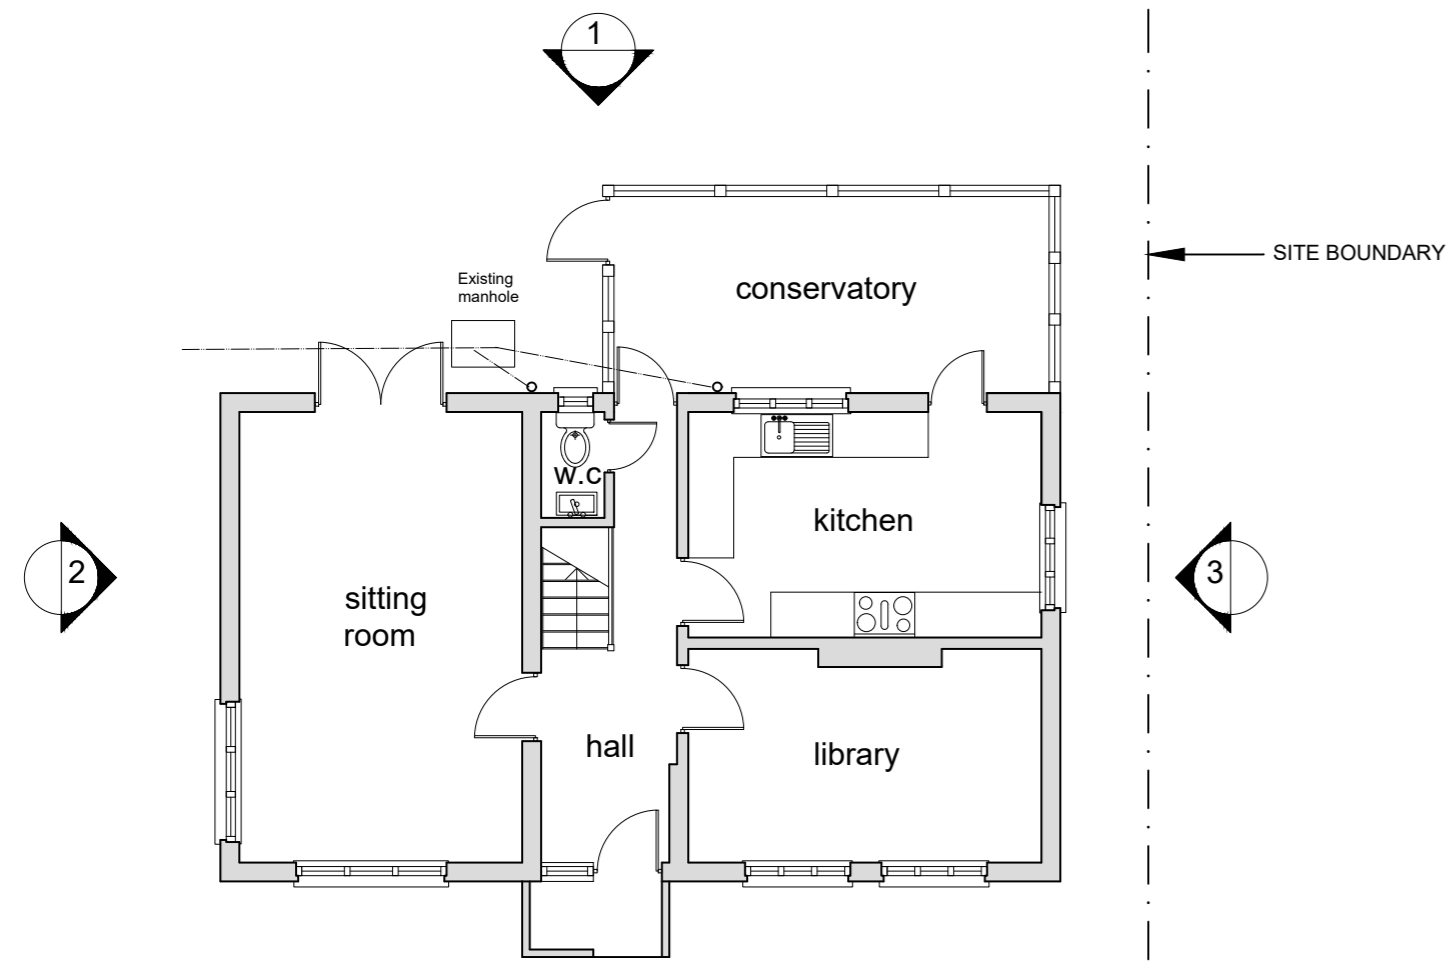 1
SITE BOUNDARY
Existing
manhole
conservatory
w.c
kitchen
2
3
sitting
room
hall
library